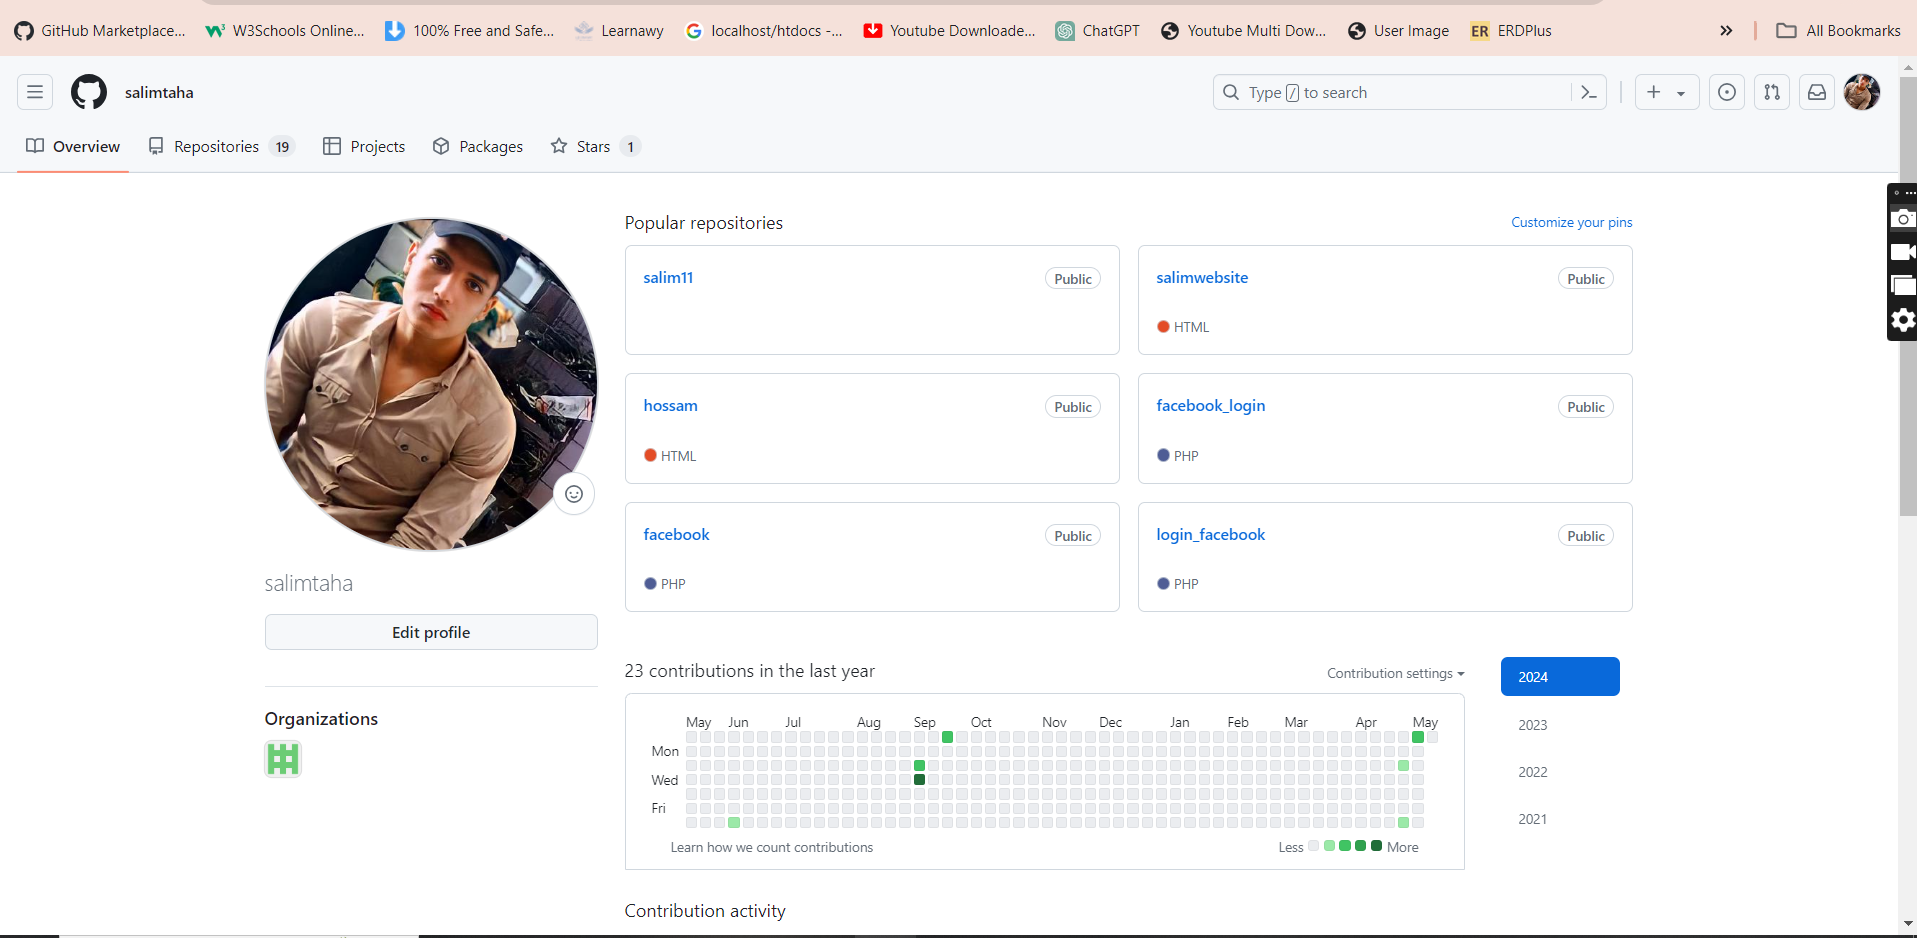 GitHub Marketplace...
W3Schools Online...
100% Free and Safe...
Learnawy
localhost/htdocs -...
Youtube Downloade...
ChatGPT
Youtube Multi Dow...
User Image
ER ERDPlus
All Bookmarks
salimtaha
Type / to search
Overview
Repositories 19
Projects
Packages
Stars 1
Popular repositories
Customize your pins
salim11 Public
salimwebsite Public
HTML
hossam Public
HTML
facebook_login Public
PHP
facebook Public
PHP
login_facebook Public
PHP
salimtaha
Edit profile
Organizations
23 contributions in the last year
Contribution settings
2024
2023
2022
2021
May Jun Jul Aug Sep Oct Nov Dec Jan Feb Mar Apr May
Mon
Wed
Fri
Learn how we count contributions
Less More
Contribution activity